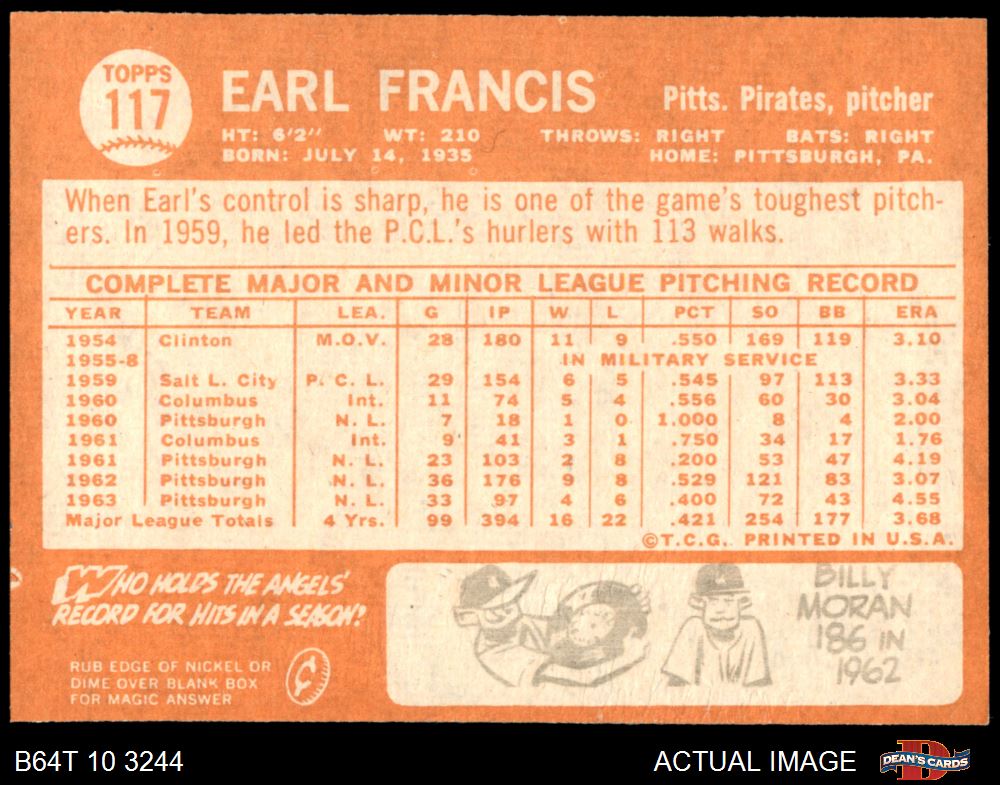 TOPPS
117
EARL FRANCIS
Pitts. Pirates, pitcher
HT: 6'2" WT: 210 THROWS: RIGHT BATS: RIGHT
BORN: JULY 14, 1935 HOME: PITTSBURGH, PA.
When Earl's control is sharp, he is one of the game's toughest pitch-
ers. In 1959, he led the P.C.L.'s hurlers with 113 walks.
COMPLETE MAJOR AND MINOR LEAGUE PITCHING RECORD
YEAR TEAM LEA. G IP W L PCT SO BB ERA
1954 Clinton M.O.V. 28 180 11 9 .550 169 119 3.10
1955-8 IN MILITARY SERVICE
1959 Salt L. City P. C. L. 29 154 6 5 .545 97 113 3.33
1960 Columbus Int. 11 74 5 4 .556 60 30 3.04
1960 Pittsburgh N. L. 7 18 1 0 1.000 8 4 2.00
1961 Columbus Int. 9 41 3 1 .750 34 17 1.76
1961 Pittsburgh N. L. 23 103 2 8 .200 53 47 4.19
1962 Pittsburgh N. L. 36 176 9 8 .529 121 83 3.07
1963 Pittsburgh N. L. 33 97 4 6 .400 72 43 4.55
Major League Totals 4 Yrs. 99 394 16 22 .421 254 177 3.68
©T.C.G. PRINTED IN U.S.A.
WHO HOLDS THE ANGELS'
RECORD FOR HITS IN A SEASON?
RUB EDGE OF NICKEL OR
DIME OVER BLANK BOX
FOR MAGIC ANSWER
BILLY
MORAN
186 IN
1962
B64T 10 3244
ACTUAL IMAGE
DEAN'S CARDS